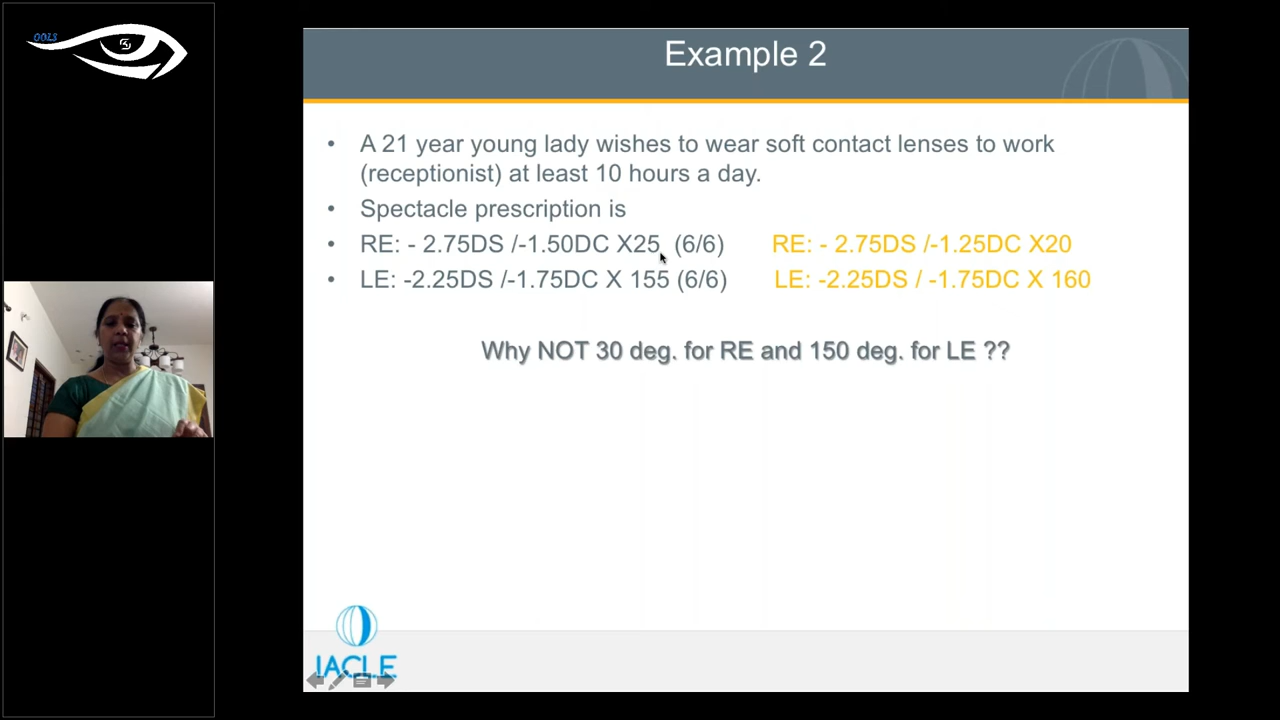 OOLS
Example 2
• A 21 year young lady wishes to wear soft contact lenses to work
(receptionist) at least 10 hours a day.
• Spectacle prescription is
• RE: - 2.75DS /-1.50DC X25 (6/6) RE: - 2.75DS /-1.25DC X20
• LE: -2.25DS /-1.75DC X 155 (6/6) LE: -2.25DS / -1.75DC X 160
Why NOT 30 deg. for RE and 150 deg. for LE ??
IACLE